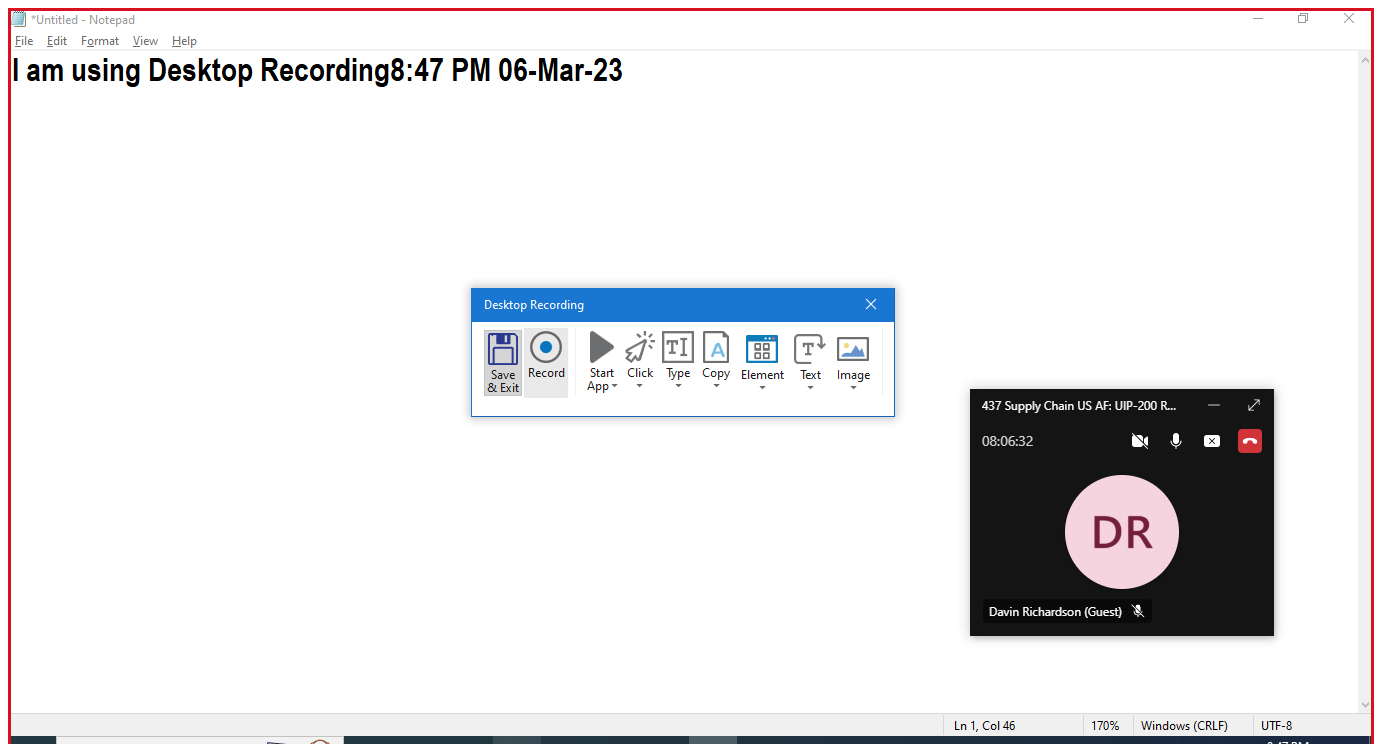 *Untitled - Notepad
File Edit Format View Help
I am using Desktop Recording8:47 PM 06-Mar-23
Desktop Recording
Save & Exit
Record
Start App
Click
Type
Copy
Element
Text
Image
437 Supply Chain US AF: UIP-200 R...
08:06:32
DR
Davin Richardson (Guest)
Ln 1, Col 46 170% Windows (CRLF) UTF-8